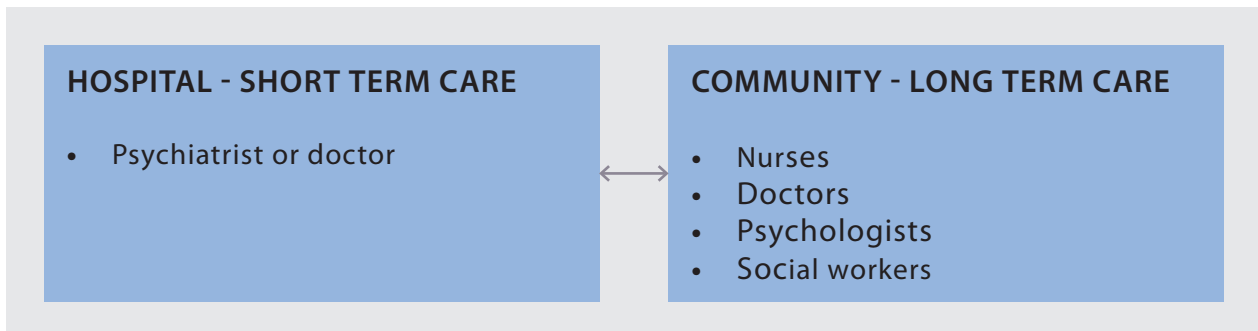 HOSPITAL - SHORT TERM CARE
• Psychiatrist or doctor
COMMUNITY - LONG TERM CARE
• Nurses
• Doctors
• Psychologists
• Social workers